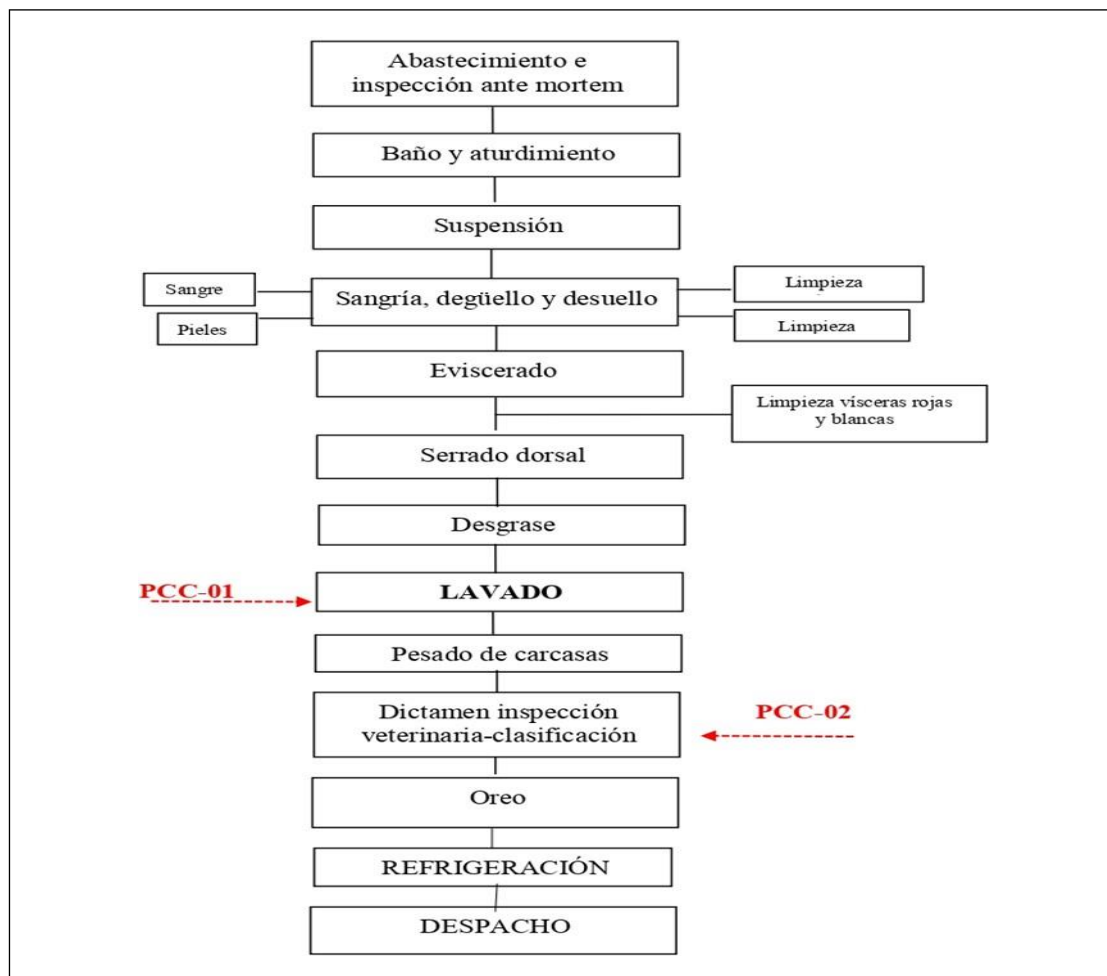 Abastecimiento e
inspección ante mortem
Baño y aturdimiento
Suspensión
Sangre
Sangría, degüello y desuello
Limpieza
Pieles
Limpieza
Eviscerado
Limpieza vísceras rojas
y blancas
Serrado dorsal
Desgrase
PCC-01
LAVADO
Pesado de carcasas
Dictamen inspección
veterinaria-clasificación
PCC-02
Oreo
REFRIGERACIÓN
DESPACHO